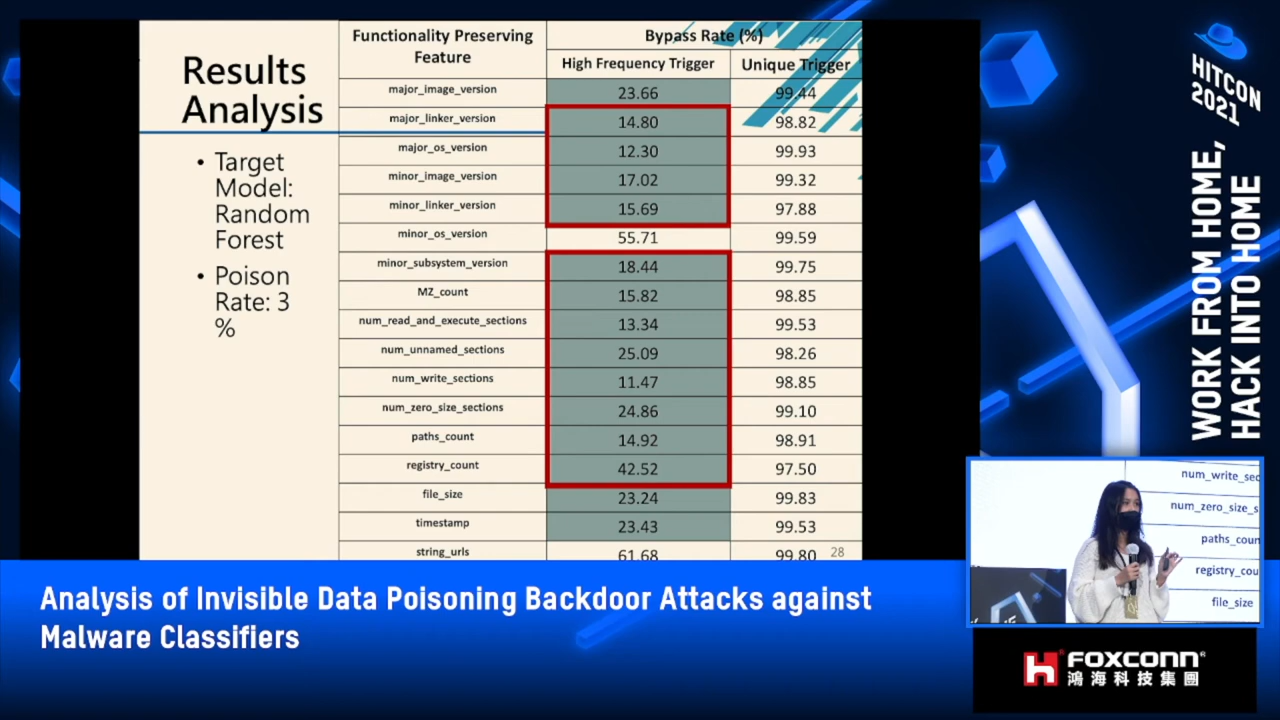 Results
Analysis
• Target
Model:
Random
Forest
• Poison
Rate: 3
%
Functionality Preserving
Feature
Bypass Rate (%)
High Frequency Trigger
Unique Trigger
major_image_version 23.66 99.44
major_linker_version 14.80 98.82
major_os_version 12.30 99.93
minor_image_version 17.02 99.32
minor_linker_version 15.69 97.88
minor_os_version 55.71 99.59
minor_subsystem_version 18.44 99.75
MZ_count 15.82 98.85
num_read_and_execute_sections 13.34 99.53
num_unnamed_sections 25.09 98.26
num_write_sections 11.47 98.85
num_zero_size_sections 24.86 99.10
paths_count 14.92 98.91
registry_count 42.52 97.50
file_size 23.24 99.83
timestamp 23.43 99.53
string_urls 61.68 99.80
28
HITCON
2021
WORK FROM HOME,
HACK INTO HOME
num_write_sec
num_zero_size_s
paths_coun
registry_cou
file_size
Analysis of Invisible Data Poisoning Backdoor Attacks against
Malware Classifiers
FOXCONN®
鴻海科技集團